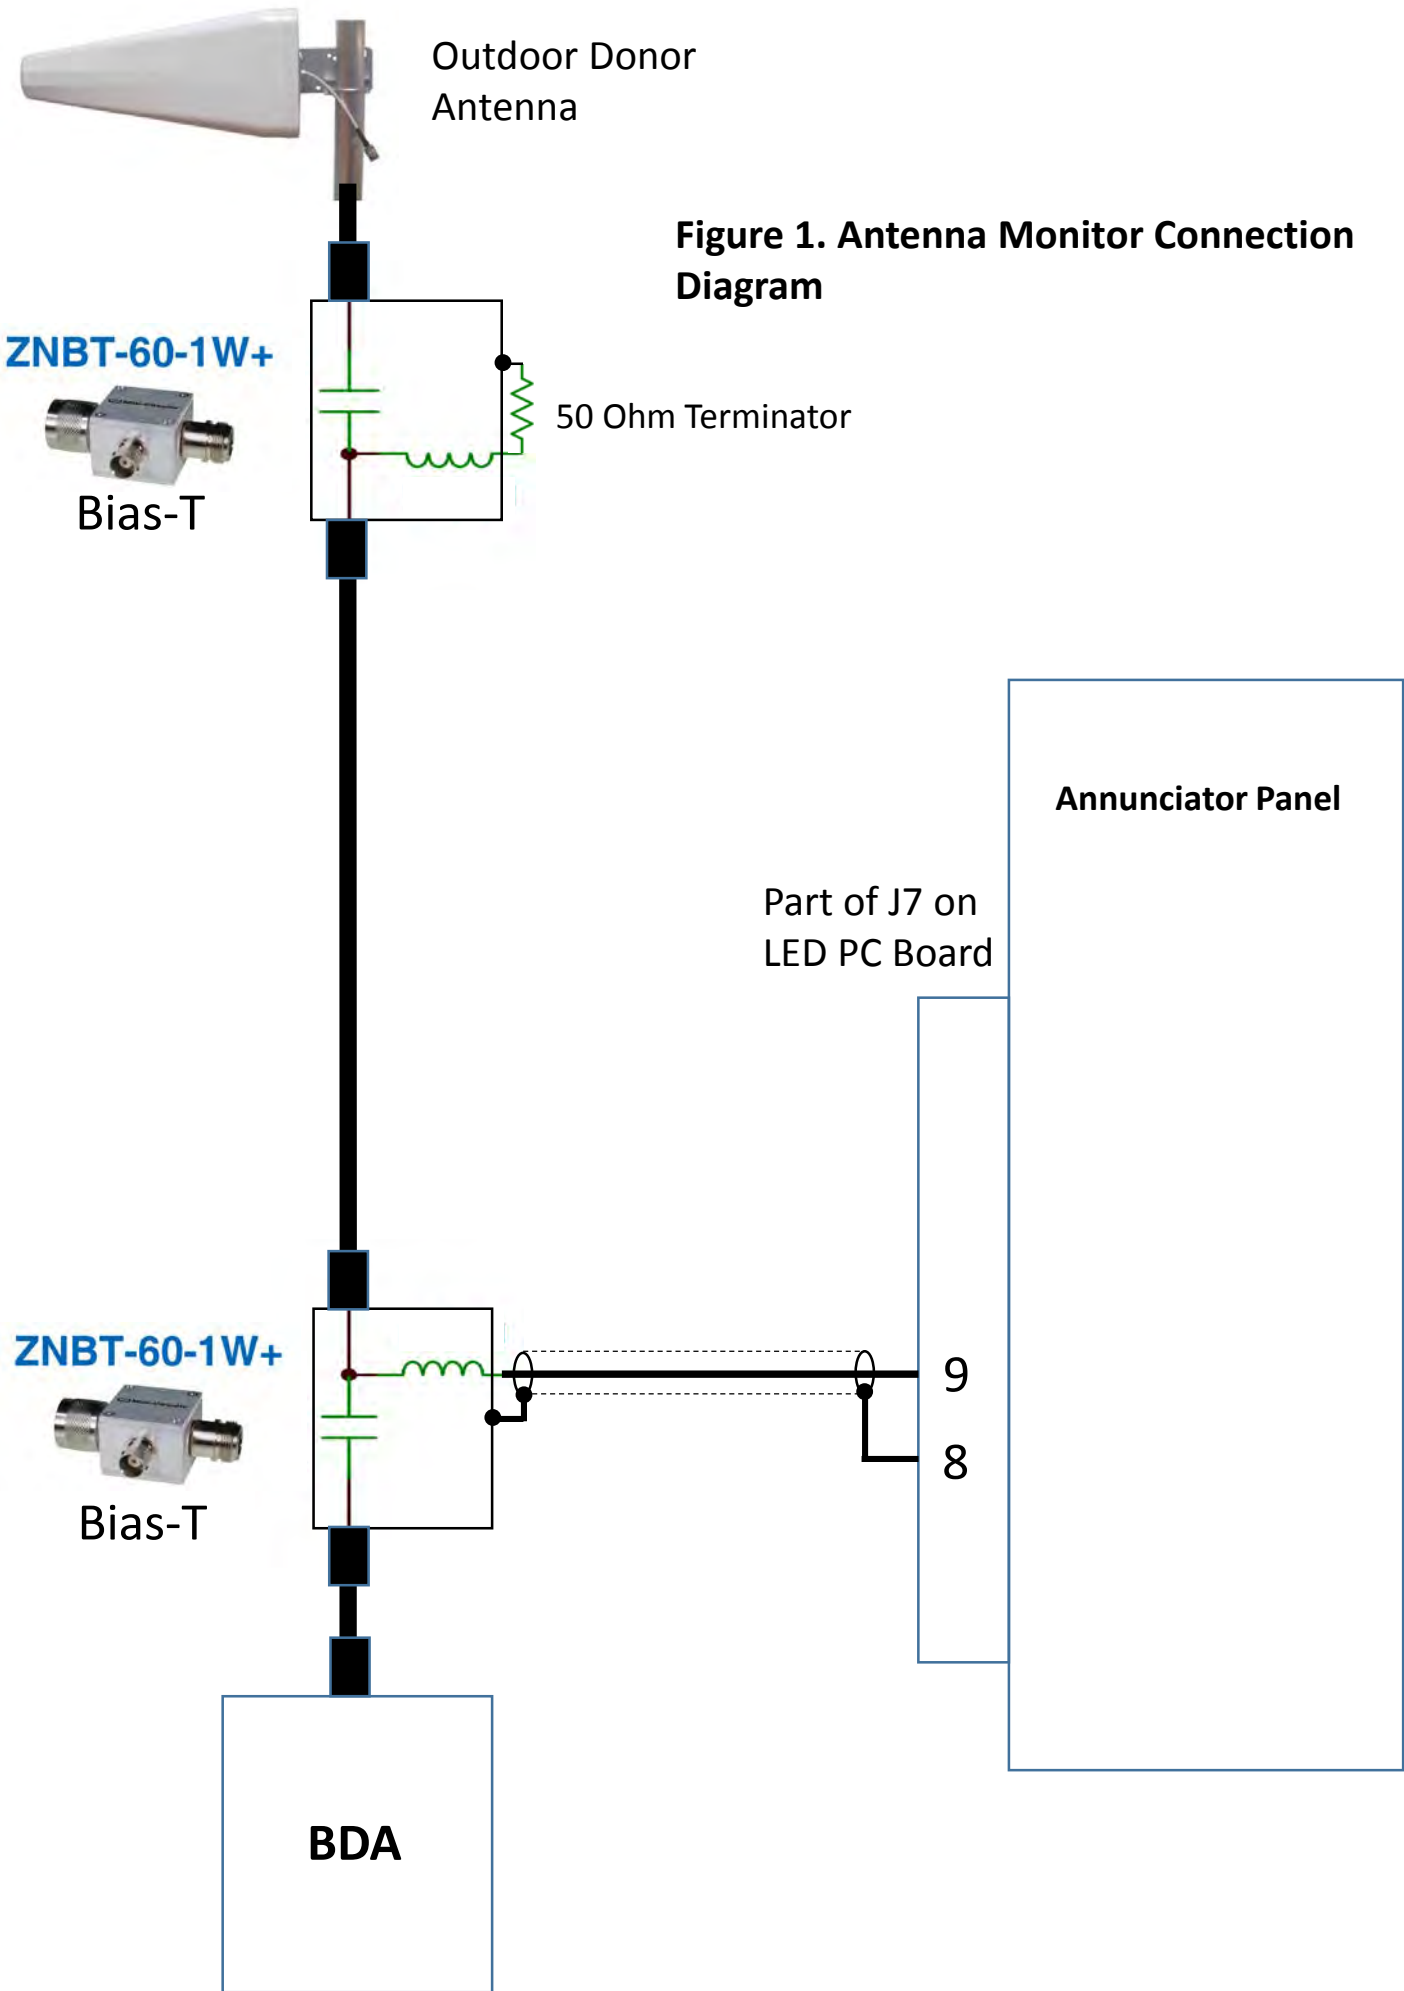 Outdoor Donor
Antenna
Figure 1. Antenna Monitor Connection
Diagram
ZNBT-60-1W+
50 Ohm Terminator
Bias-T
Annunciator Panel
Part of J7 on
LED PC Board
ZNBT-60-1W+
9
8
Bias-T
BDA